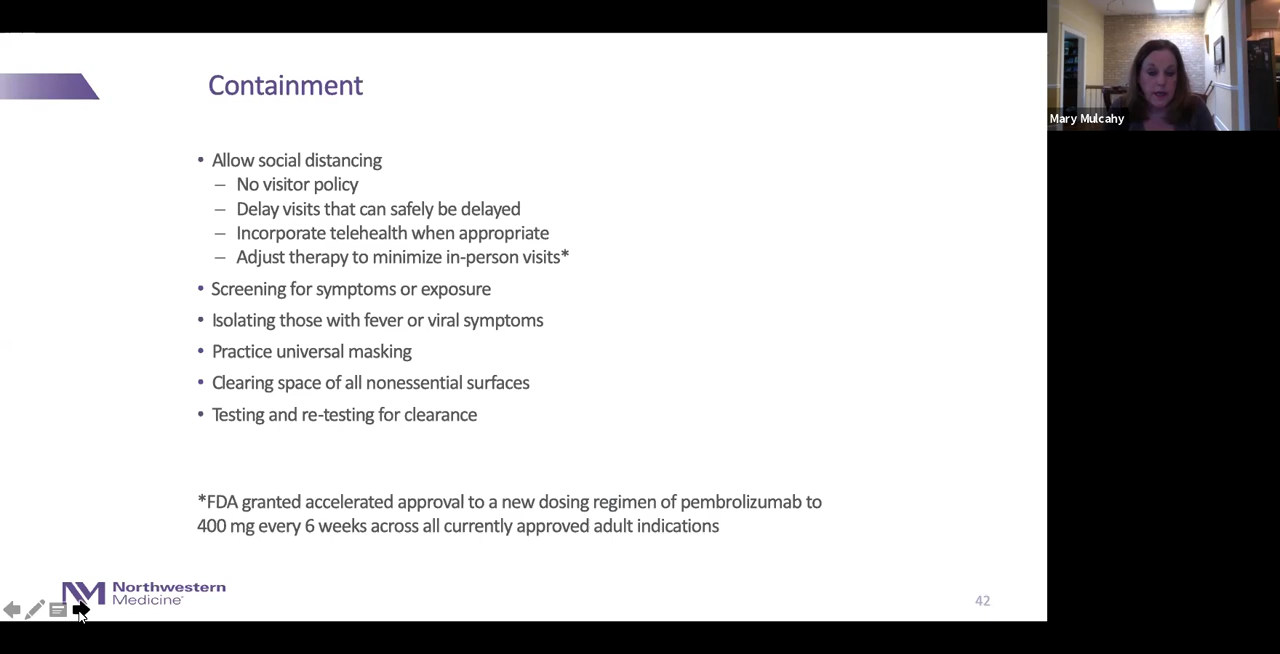 Containment
• Allow social distancing
– No visitor policy
– Delay visits that can safely be delayed
– Incorporate telehealth when appropriate
– Adjust therapy to minimize in-person visits*
• Screening for symptoms or exposure
• Isolating those with fever or viral symptoms
• Practice universal masking
• Clearing space of all nonessential surfaces
• Testing and re-testing for clearance
*FDA granted accelerated approval to a new dosing regimen of pembrolizumab to
400 mg every 6 weeks across all currently approved adult indications
NM Northwestern
Medicine®
42
Mary Mulcahy